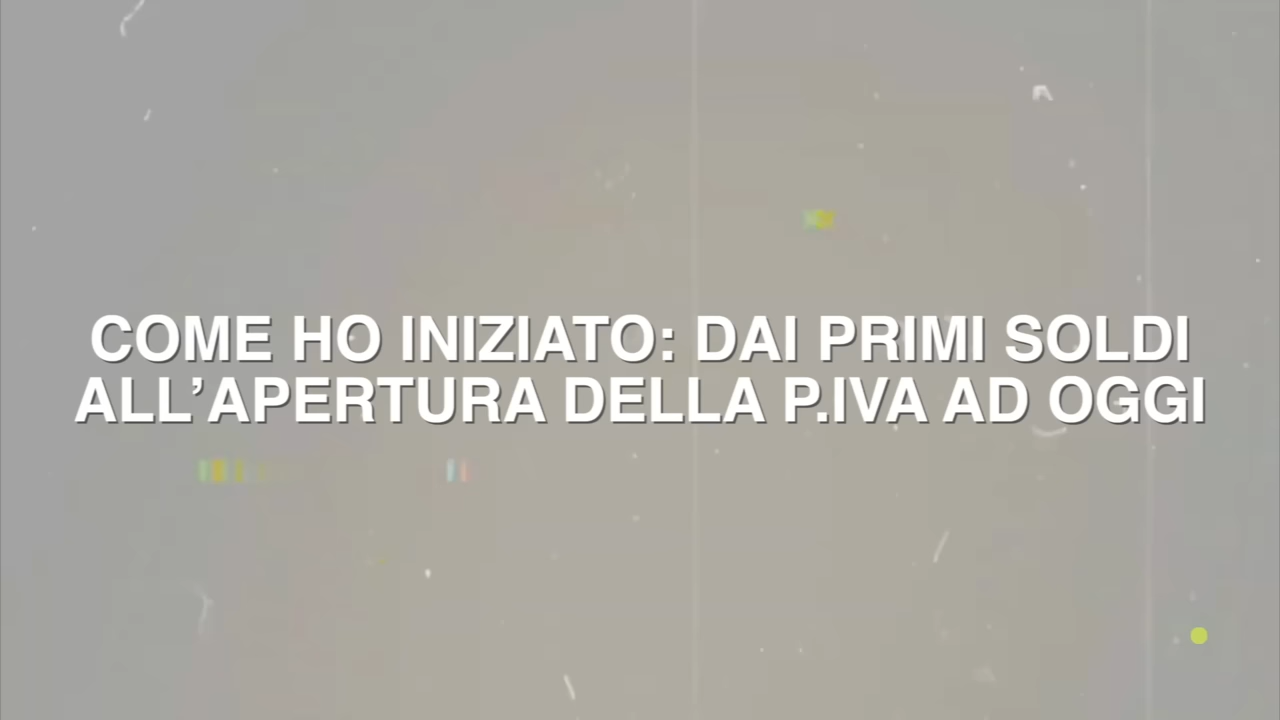 COME HO INIZIATO: DAI PRIMI SOLDI
ALL’APERTURA DELLA P.IVA AD OGGI